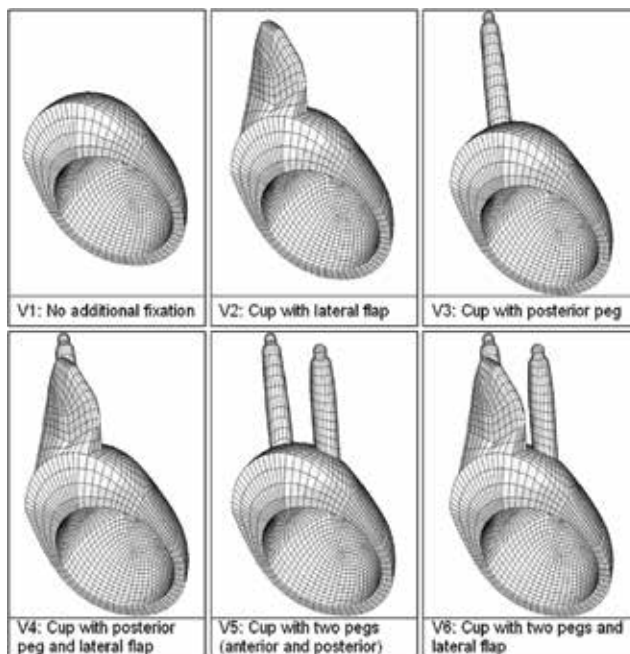 V1: No additional fixation
V2: Cup with lateral flap
V3: Cup with posterior peg
V4: Cup with posterior
peg and lateral flap
V5: Cup with two pegs
(anterior and posterior)
V6: Cup with two pegs and
lateral flap